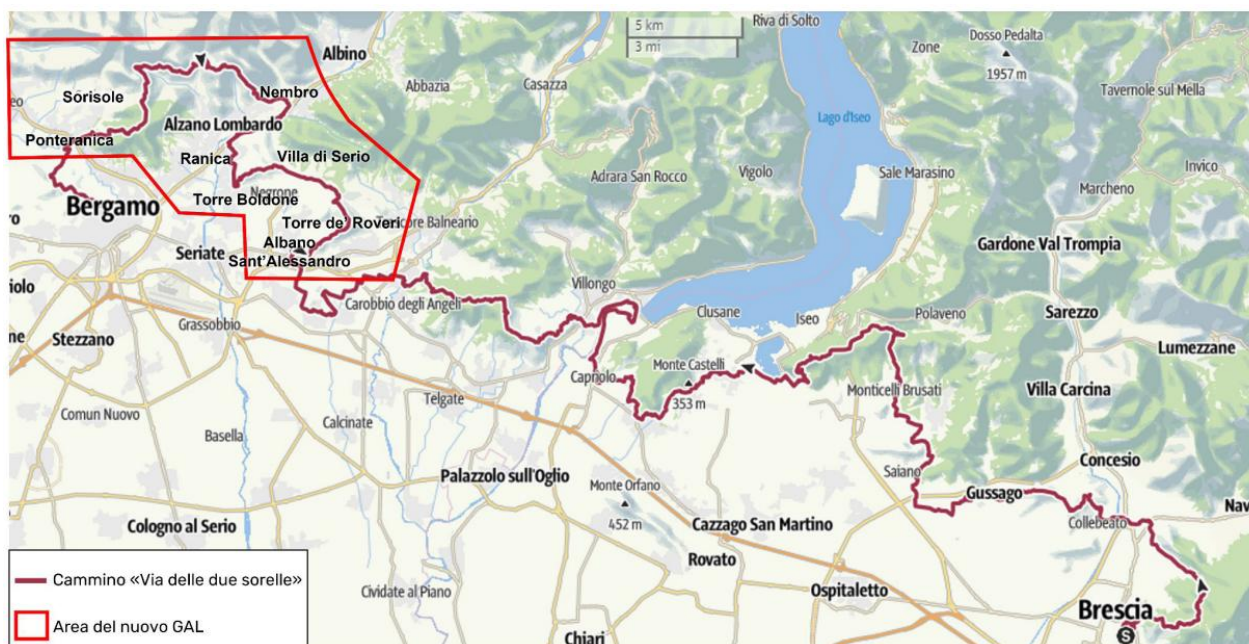 5 km
3 mi
Riva di Solto
Zone
Dosso Pedalta
1957 m
Albino
Abbazia
Casazza
Tavernole sul Mella
Sorisole
Nembro
Lago d'Iseo
Alzano Lombardo
Ponteranica
Ranica
Villa di Serio
Adrara San Rocco
Vigolo
Sale Marasino
Invico
Marcheno
Bergamo
Negrone
Torre Boldone
Torre de' Roveri
Balneario
Albano
Sant'Alessandro
Seriate
Gardone Val Trompia
Villongo
Carobbio degli Angeli
Clusane
Iseo
Polaveno
Sarezzo
Grassobbio
Stezzano
Lumezzane
Capriolo
Monte Castelli
353 m
Monticelli Brusati
Villa Carcina
Comun Nuovo
Telgate
Calcinate
Basella
Palazzolo sull'Oglio
Saiano
Concesio
Monte Orfano
452 m
Gussago
Nav
Cologno al Serio
Cazzago San Martino
Collebeato
Rovato
Cividate al Piano
Ospitaletto
Brescia
S
Chiari
Cammino «Via delle due sorelle»
Area del nuovo GAL